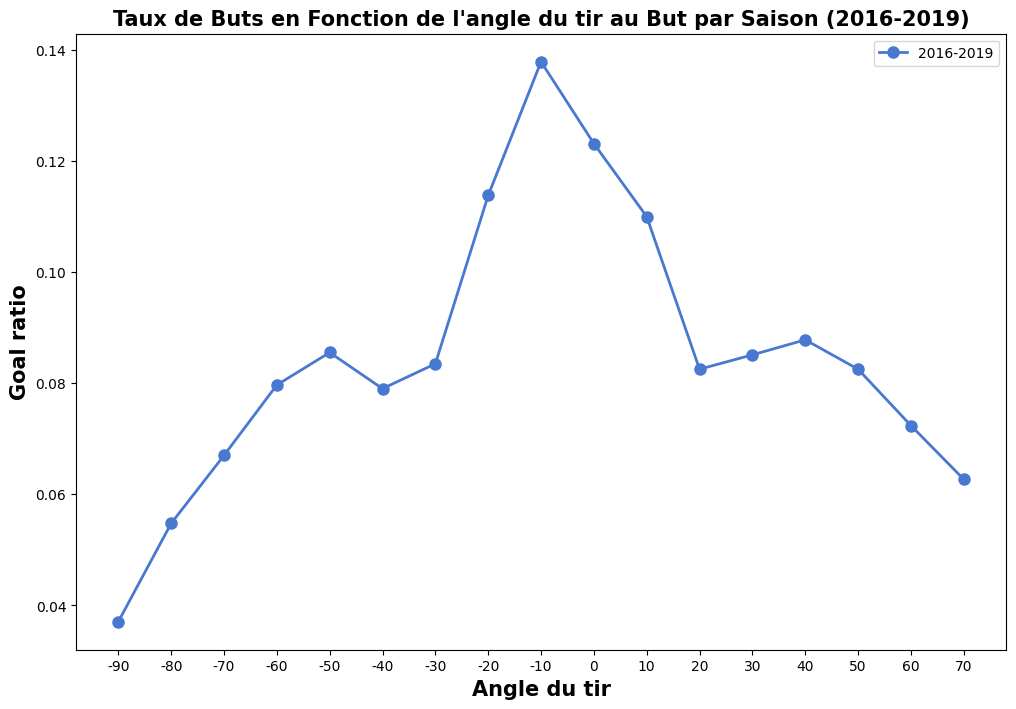 Taux de Buts en Fonction de l'angle du tir au But par Saison (2016-2019)
2016-2019
Goal ratio
0.14
0.12
0.10
0.08
0.06
0.04
-90 -80 -70 -60 -50 -40 -30 -20 -10 0 10 20 30 40 50 60 70
Angle du tir